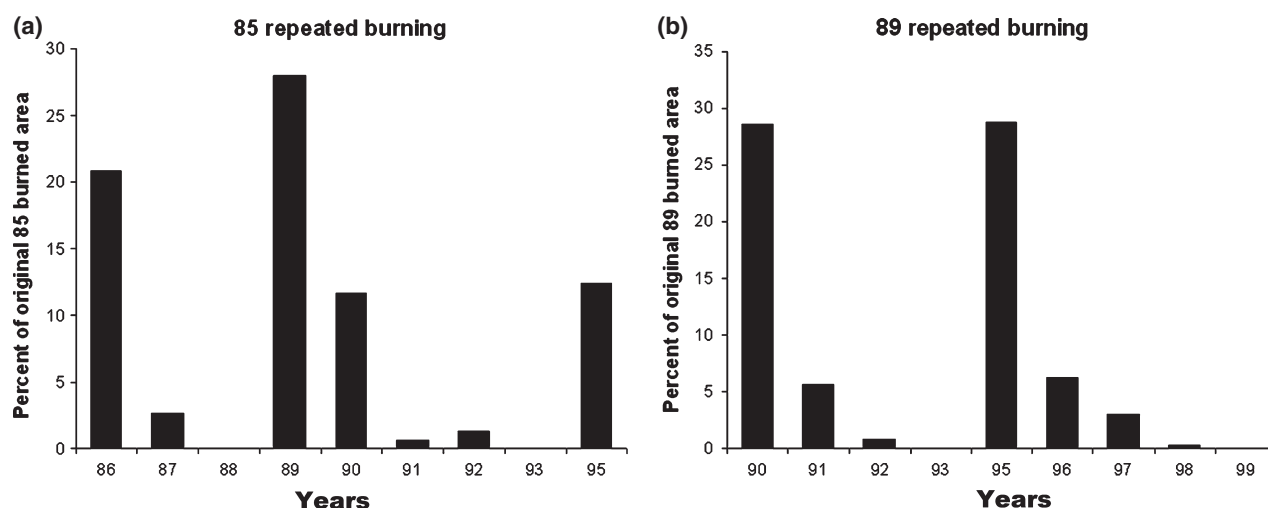 (a)
85 repeated burning
Percent of original 85 burned area
30
25
20
15
10
5
0
86 87 88 89 90 91 92 93 95
Years
(b)
89 repeated burning
Percent of original 89 burned area
35
30
25
20
15
10
5
0
90 91 92 93 95 96 97 98 99
Years